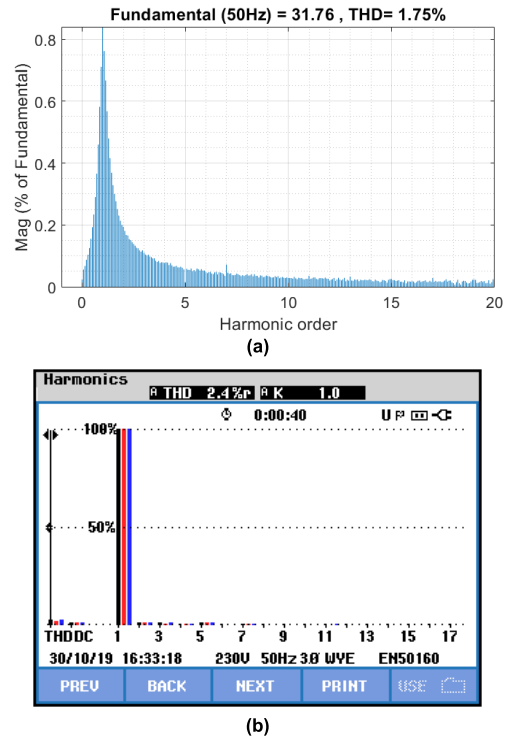 Fundamental (50Hz) = 31.76 , THD= 1.75%
0.8
0.6
0.4
0.2
0
Mag (% of Fundamental)
0 5 10 15 20
Harmonic order
(a)
Harmonics
A THD 2.4%r A K 1.0
0:00:40 U
100%
50%
THD DC 1 3 5 7 9 11 13 15 17
30/10/19 16:33:18 230V 50Hz 3Ø WYE EN50160
PREV BACK NEXT PRINT USE
(b)